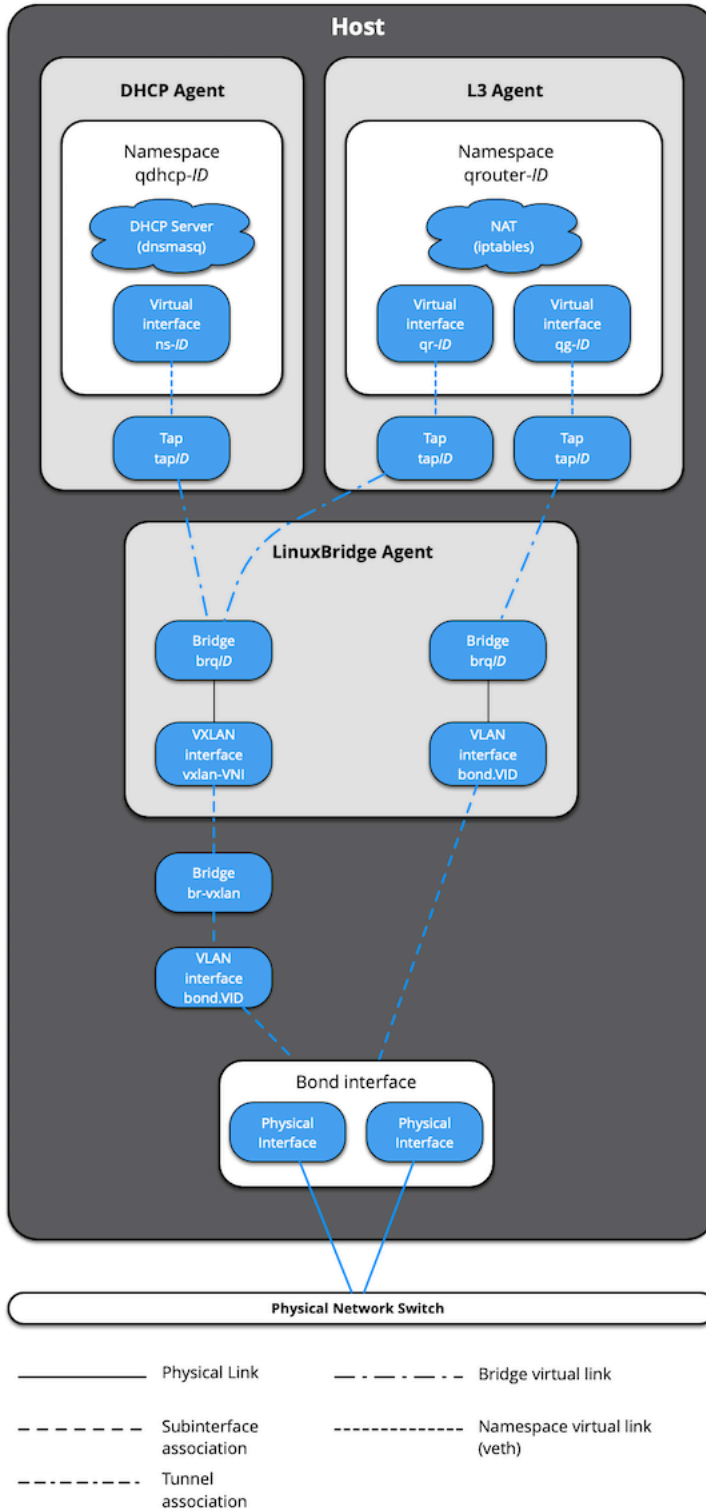 Host
DHCP Agent
Namespace
qdhcp-ID
DHCP Server
(dnsmasq)
Virtual
interface
ns-ID
Tap
tapID
L3 Agent
Namespace
qrouter-ID
NAT
(iptables)
Virtual
interface
qr-ID
Virtual
interface
qg-ID
Tap
tapID
Tap
tapID
LinuxBridge Agent
Bridge
brqID
Bridge
brqID
VXLAN
interface
vxlan-VNI
VLAN
interface
bond.VID
Bridge
br-vxlan
VLAN
interface
bond.VID
Bond interface
Physical
Interface
Physical
Interface
Physical Network Switch
Physical Link
Bridge virtual link
Subinterface
association
Namespace virtual link
(veth)
Tunnel
association